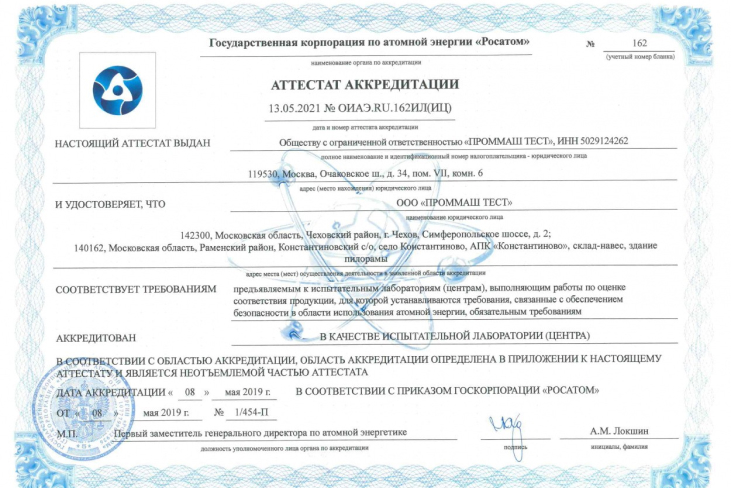 Государственная корпорация по атомной энергии «Росатом»
№ 162
наименование органа по аккредитации
(учетный номер бланка)
АТТЕСТАТ АККРЕДИТАЦИИ
13.05.2021 № ОИАЭ.RU.162ИЛ(ИЦ)
дата и номер аттестата аккредитации
НАСТОЯЩИЙ АТТЕСТАТ ВЫДАН Обществу с ограниченной ответственностью «ПРОММАШ ТЕСТ», ИНН 5029124262
полное наименование и идентификационный номер налогоплательщика - юридического лица
119530, Москва, Очаковское ш., д. 34, пом. VII, комн. 6
адрес (место нахождения) юридического лица
И УДОСТОВЕРЯЕТ, ЧТО ООО «ПРОММАШ ТЕСТ»
наименование юридического лица
142300, Московская область, Чеховский район, г. Чехов, Симферопольское шоссе, д. 2;
140162, Московская область, Раменский район, Константиновский с/о, село Константиново, АПК «Константиново», склад-навес, здание
пидорамы
адрес места (мест) осуществления деятельности в заявленной области аккредитации
СООТВЕТСТВУЕТ ТРЕБОВАНИЯМ предъявляемым к испытательным лабораториям (центрам), выполняющим работы по оценке
соответствия продукции, для которой устанавливаются требования, связанные с обеспечением
безопасности в области использования атомной энергии, обязательным требованиям
АККРЕДИТОВАН В КАЧЕСТВЕ ИСПЫТАТЕЛЬНОЙ ЛАБОРАТОРИИ (ЦЕНТРА)
В СООТВЕТСТВИИ С ОБЛАСТЬЮ АККРЕДИТАЦИИ, ОБЛАСТЬ АККРЕДИТАЦИИ ОПРЕДЕЛЕНА В ПРИЛОЖЕНИИ К НАСТОЯЩЕМУ
АТТЕСТАТУ И ЯВЛЯЕТСЯ НЕОТЪЕМЛЕМОЙ ЧАСТЬЮ АТТЕСТАТА
ДАТА АККРЕДИТАЦИИ « 08 » мая 2019 г. В СООТВЕТСТВИИ С ПРИКАЗОМ ГОСКОРПОРАЦИИ «РОСАТОМ»
ОТ « 08 » мая 2019 г. № 1/454-П
М.П. Первый заместитель генерального директора по атомной энергетике А.М. Локшин
должность уполномоченного лица органа по аккредитации подпись инициалы, фамилия